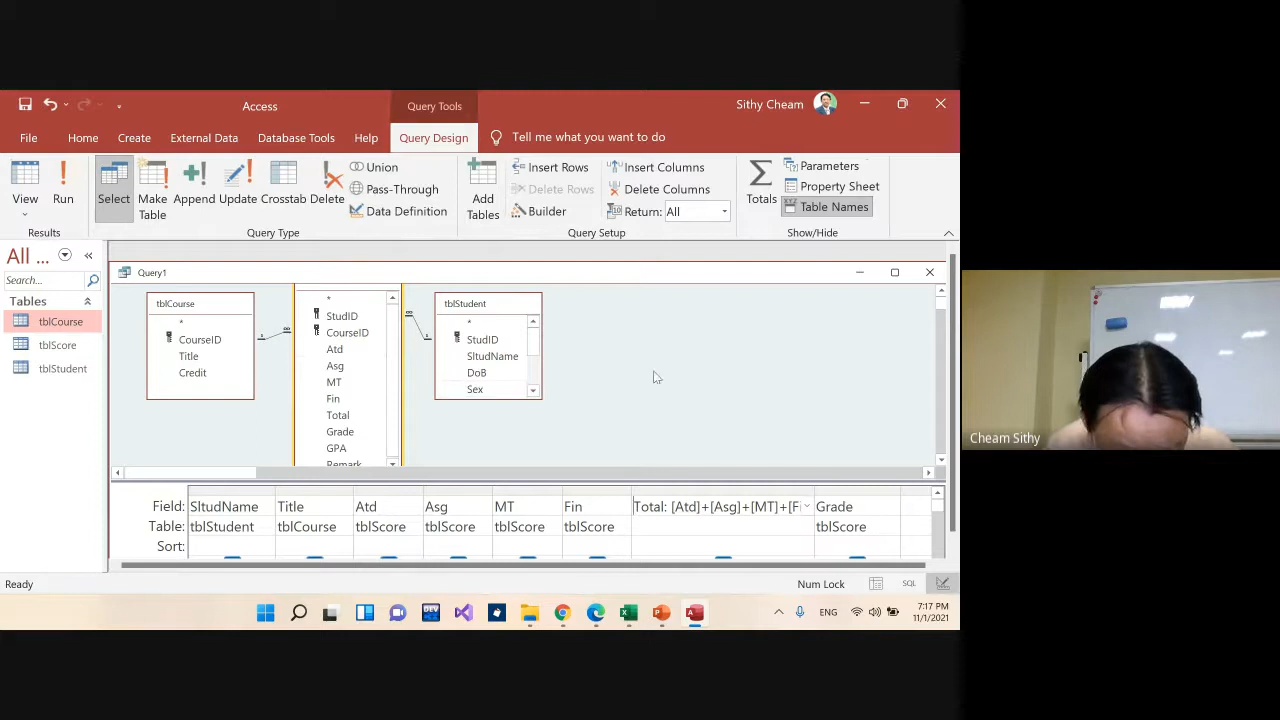 Access
Query Tools
Sithy Cheam
File
Home
Create
External Data
Database Tools
Help
Query Design
Tell me what you want to do
View
Run
Results
Select
Make Table
Append
Update
Crosstab
Delete
Union
Pass-Through
Data Definition
Query Type
Add Tables
Insert Rows
Delete Rows
Builder
Insert Columns
Delete Columns
Return: All
Query Setup
Totals
Parameters
Property Sheet
Table Names
Show/Hide
All ...
Search...
Tables
tblCourse
tblScore
tblStudent
Query1
tblCourse
*
CourseID
Title
Credit
*
StudID
CourseID
Atd
Asg
MT
Fin
Total
Grade
GPA
Remark
tblStudent
*
StudID
SltudName
DoB
Sex
Field: SltudName Title Atd Asg MT Fin Total: [Atd]+[Asg]+[MT]+[Fi Grade
Table: tblStudent tblCourse tblScore tblScore tblScore tblScore tblScore
Sort:
Ready
Num Lock
SQL
DEV
ENG
7:17 PM
11/1/2021
Cheam Sithy